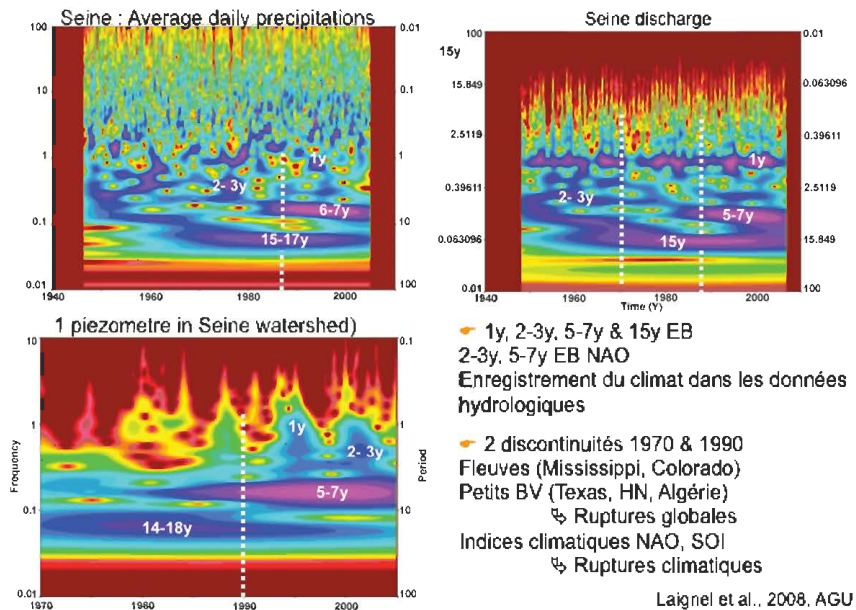 Seine : Average daily precipitations
100
10
1
0.1
0.01
0.01
0.1
1
10
100
1y
2- 3y
6-7y
15-17y
1940
1960
1980
2000
Seine discharge
100
15y
15.849
2.5119
0.39611
0.063096
0.01
0.01
0.063096
0.39611
2.5119
15.849
100
1y
2- 3y
5-7y
15y
1940
1960
1980
2000
Time (Y)
1 piezometre in Seine watershed)
10
1
0.1
0.01
Frequency
0.1
1
10
100
Period
1y
2- 3y
5-7y
14-18y
1970
1980
1990
2000
☛ 1y, 2-3y, 5-7y & 15y EB
2-3y, 5-7y EB NAO
Enregistrement du climat dans les données
hydrologiques
☛ 2 discontinuités 1970 & 1990
Fleuves (Mississippi, Colorado)
Petits BV (Texas, HN, Algérie)
↳ Ruptures globales
Indices climatiques NAO, SOI
↳ Ruptures climatiques
Laignel et al., 2008, AGU